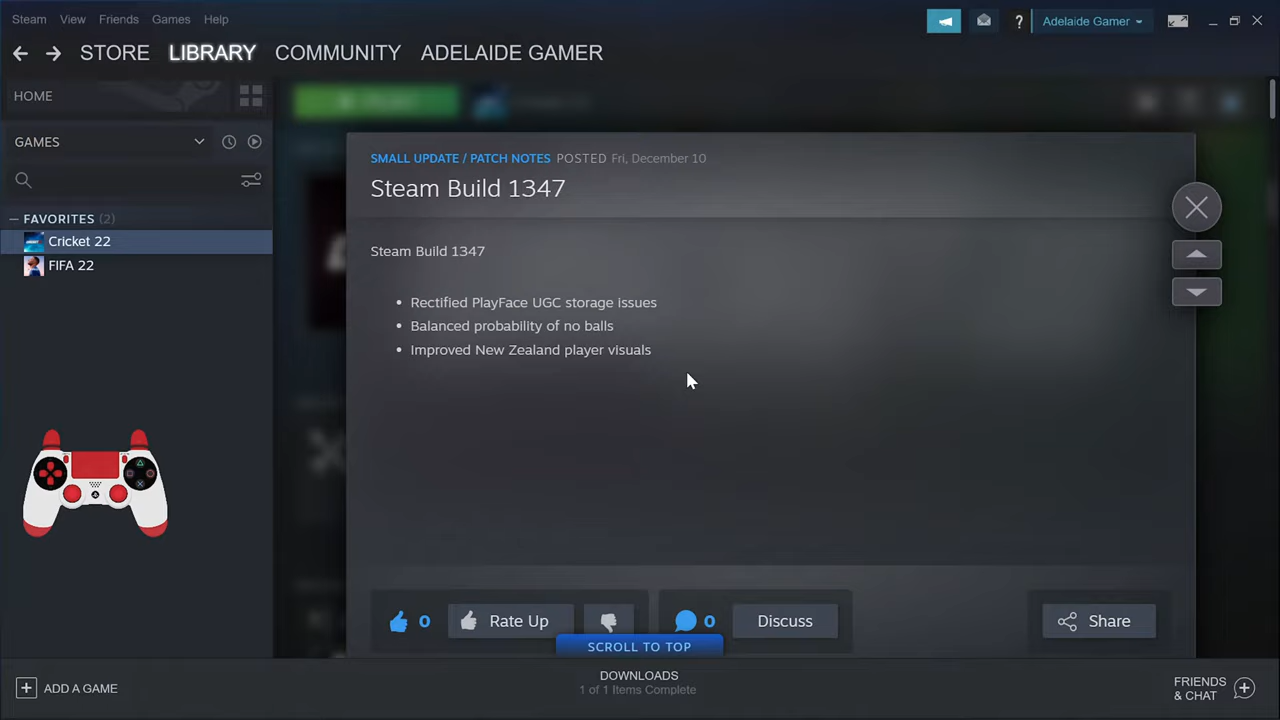 Steam View Friends Games Help
? Adelaide Gamer
STORE LIBRARY COMMUNITY ADELAIDE GAMER
HOME
GAMES
SMALL UPDATE / PATCH NOTES POSTED Fri, December 10
Steam Build 1347
FAVORITES (2)
Cricket 22
FIFA 22
Steam Build 1347
• Rectified PlayFace UGC storage issues
• Balanced probability of no balls
• Improved New Zealand player visuals
0 Rate Up
0 Discuss
Share
SCROLL TO TOP
ADD A GAME
DOWNLOADS
1 of 1 Items Complete
FRIENDS
& CHAT